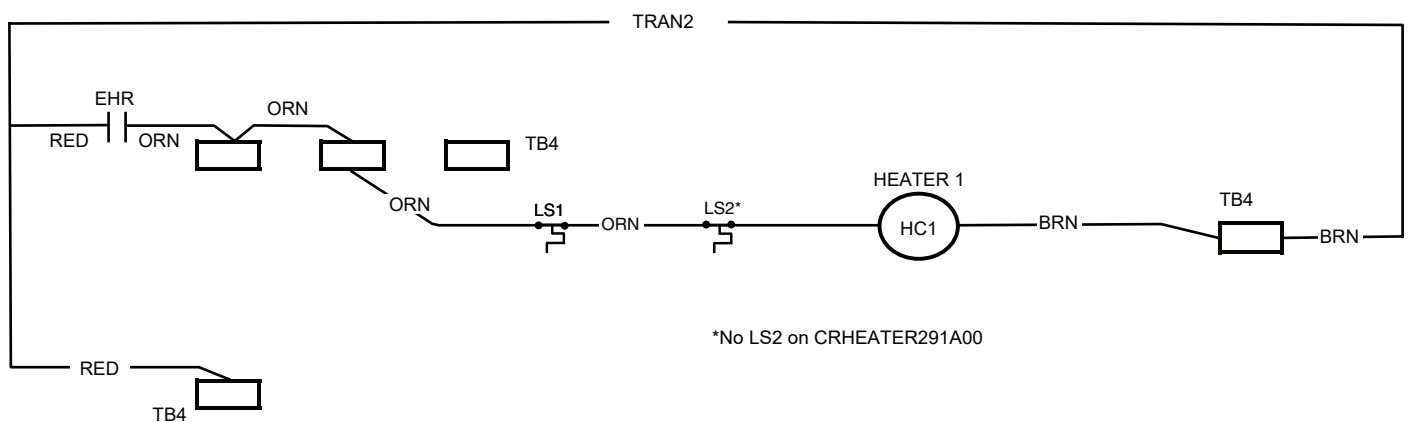 TRAN2
EHR
ORN
RED
ORN
TB4
ORN
LS1
ORN
LS2*
HEATER 1
HC1
BRN
TB4
BRN
*No LS2 on CRHEATER291A00
RED
TB4